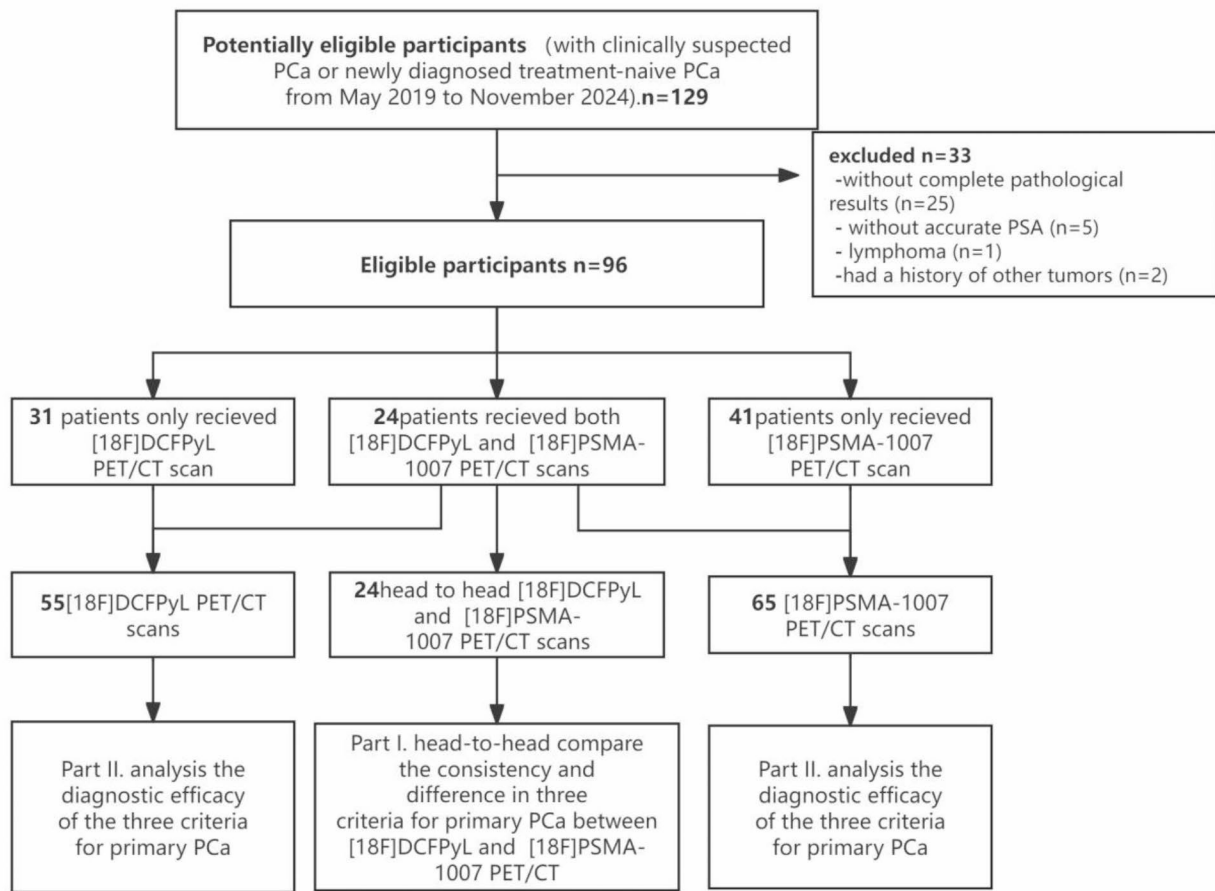 Potentially eligible participants (with clinically suspected
PCa or newly diagnosed treatment-naive PCa
from May 2019 to November 2024).n=129
excluded n=33
-without complete pathological
results (n=25)
- without accurate PSA (n=5)
- lymphoma (n=1)
-had a history of other tumors (n=2)
Eligible participants n=96
31 patients only recieved
[18F]DCFPyL
PET/CT scan
24patients recieved both
[18F]DCFPyL and [18F]PSMA-
1007 PET/CT scans
41patients only recieved
[18F]PSMA-1007
PET/CT scan
55[18F]DCFPyL PET/CT
scans
24head to head [18F]DCFPyL
and [18F]PSMA-
1007 PET/CT scans
65 [18F]PSMA-1007
PET/CT scans
Part II. analysis the
diagnostic efficacy
of the three criteria
for primary PCa
Part I. head-to-head compare
the consistency and
difference in three
criteria for primary PCa between
[18F]DCFPyL and [18F]PSMA-
1007 PET/CT
Part II. analysis the
diagnostic efficacy
of the three criteria
for primary PCa